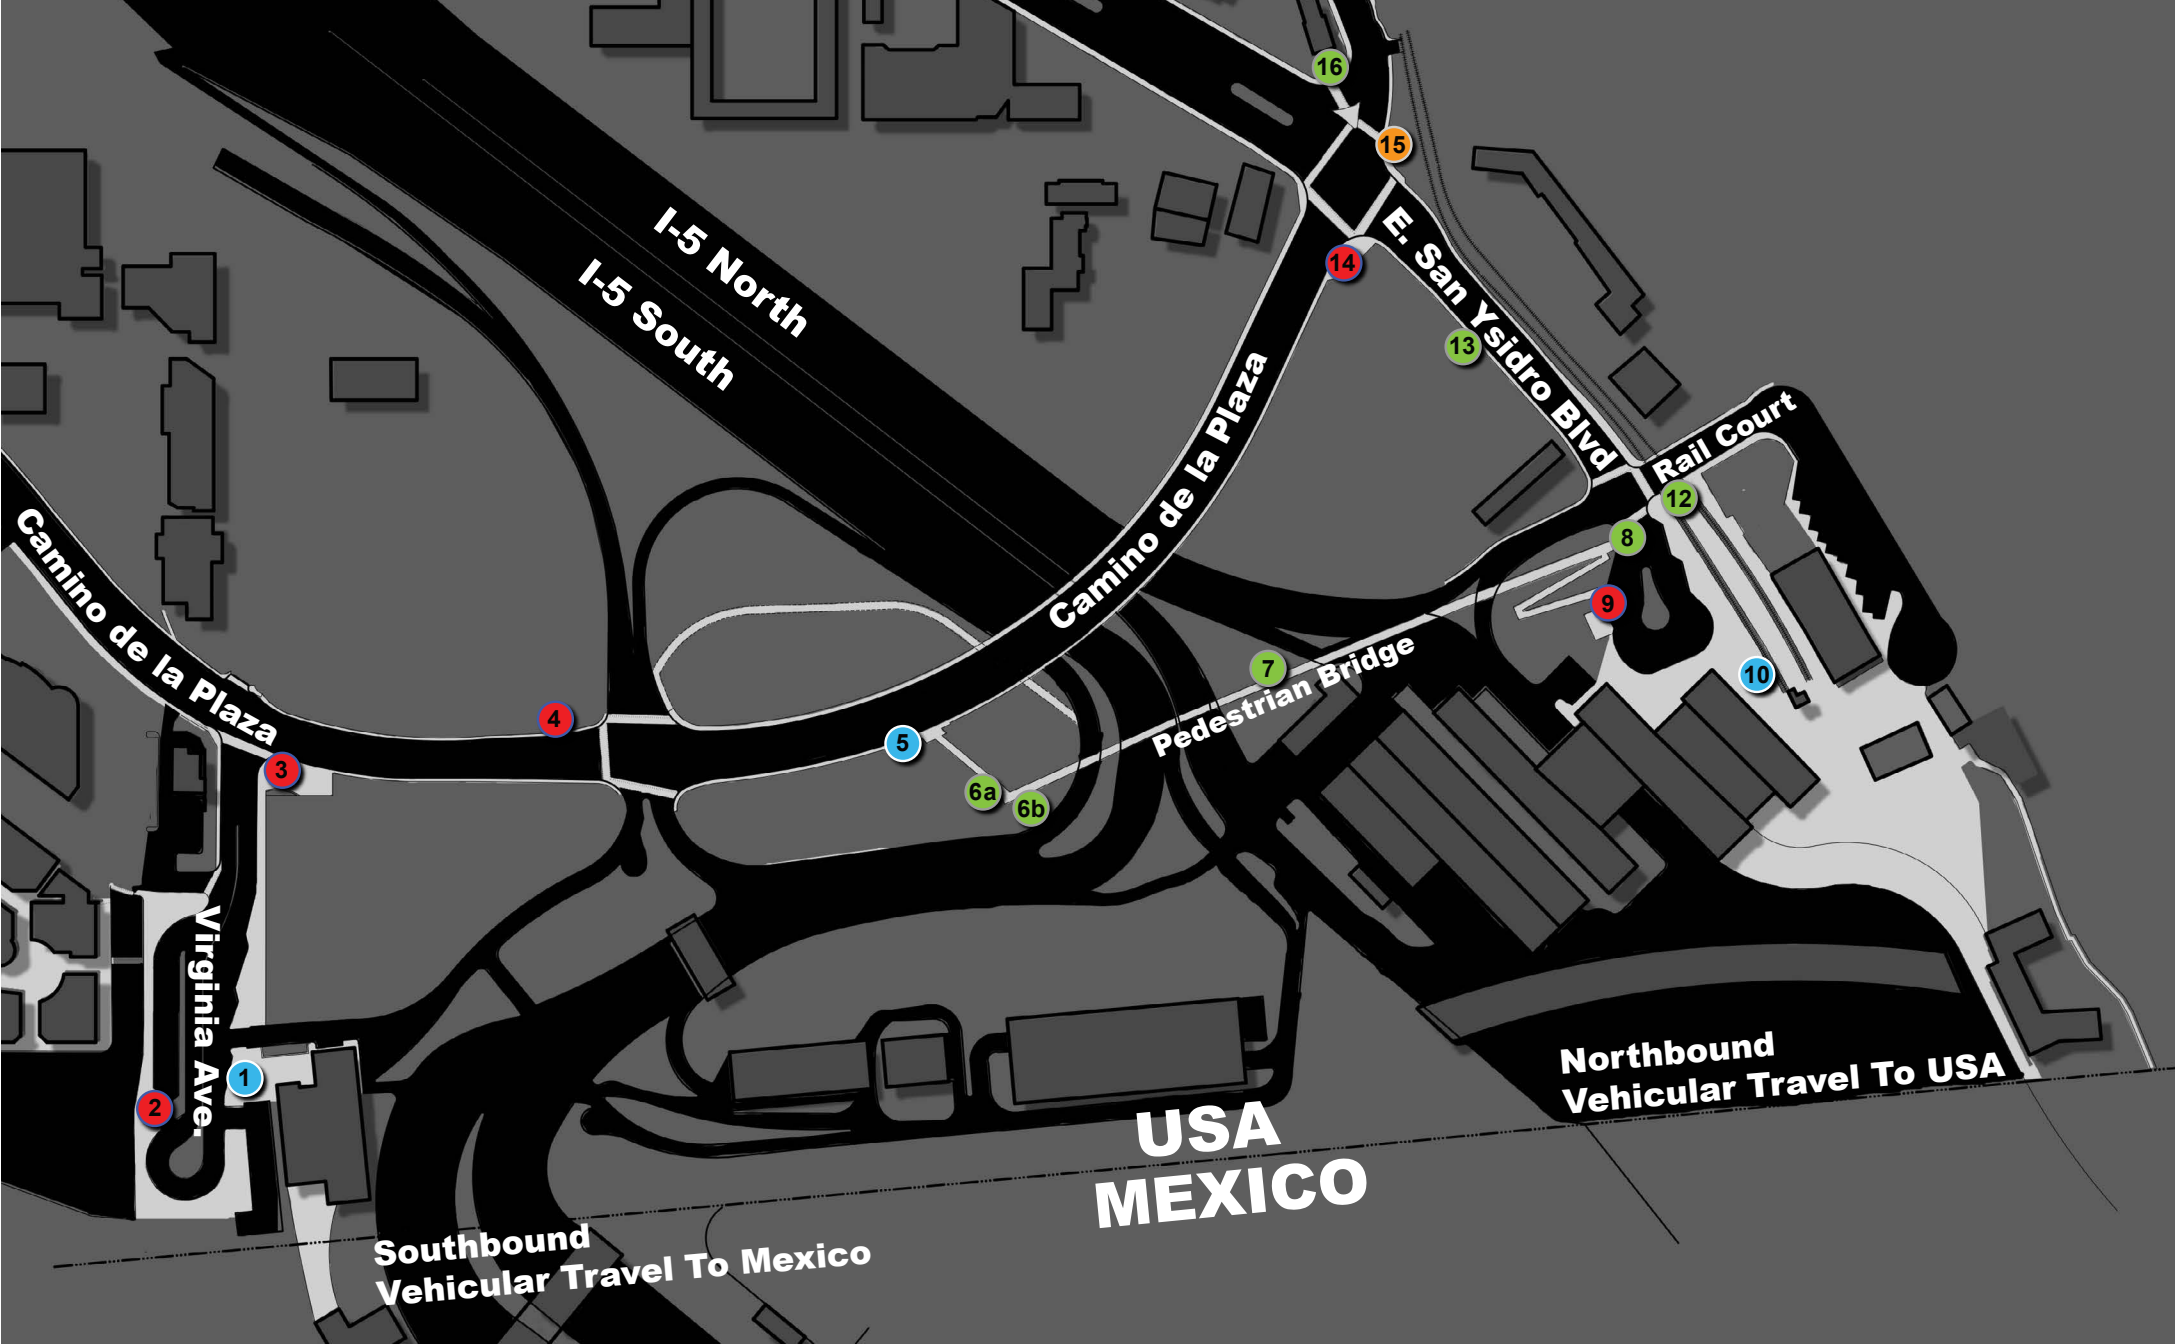 16
15
I-5 North
I-5 South
14
E. San Ysidro Blvd
13
Camino de la Plaza
Rail Court
12
8
9
Camino de la Plaza
7
Pedestrian Bridge
10
4
5
3
6a
6b
Virginia Ave.
1
2
Northbound
Vehicular Travel To USA
USA
MEXICO
Southbound
Vehicular Travel To Mexico